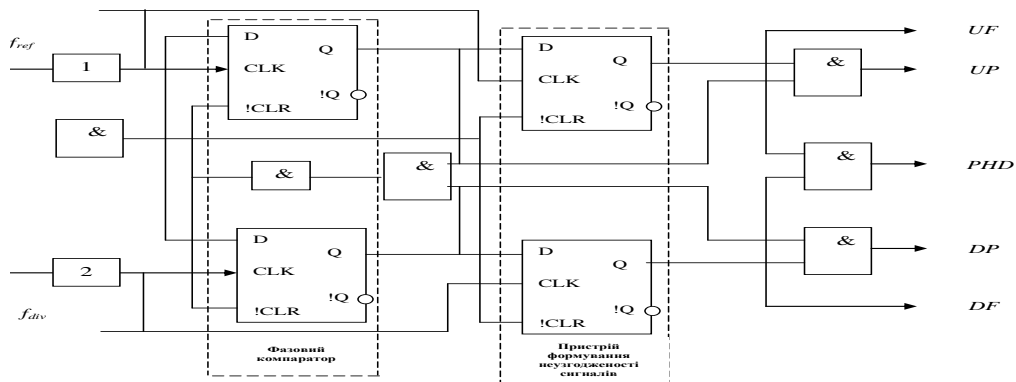 f_ref
1
D
Q
CLK
!Q
!CLR
D
Q
CLK
!Q
!CLR
&
UF
UP
&
&
&
&
PHD
2
D
Q
CLK
!Q
!CLR
D
Q
CLK
!Q
!CLR
&
DP
f_div
DF
Фазовий
компаратор
Пристрій
формування
неузгодженості
сигналів